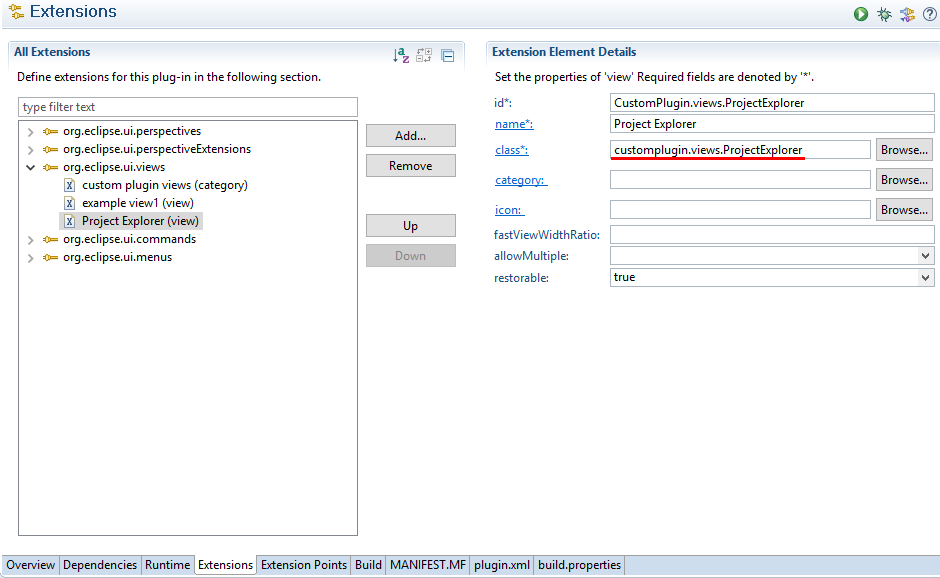 Extensions
All Extensions
Define extensions for this plug-in in the following section.
type filter text
org.eclipse.ui.perspectives
org.eclipse.ui.perspectiveExtensions
org.eclipse.ui.views
custom plugin views (category)
example view1 (view)
Project Explorer (view)
org.eclipse.ui.commands
org.eclipse.ui.menus
Add...
Remove
Up
Down
Extension Element Details
Set the properties of 'view' Required fields are denoted by '*'.
id*: CustomPlugin.views.ProjectExplorer
name*: Project Explorer
class*: customplugin.views.ProjectExplorer Browse...
category: Browse...
icon: Browse...
fastViewWidthRatio:
allowMultiple:
restorable: true
Overview Dependencies Runtime Extensions Extension Points Build MANIFEST.MF plugin.xml build.properties